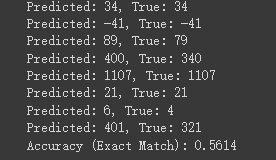 Predicted: 34, True: 34
Predicted: -41, True: -41
Predicted: 89, True: 79
Predicted: 400, True: 340
Predicted: 1107, True: 1107
Predicted: 21, True: 21
Predicted: 6, True: 4
Predicted: 401, True: 321
Accuracy (Exact Match): 0.5614